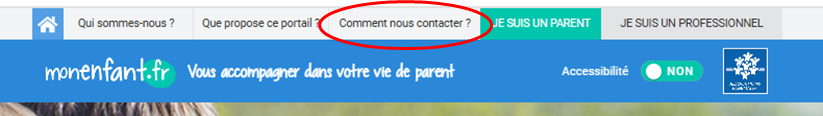 Qui sommes-nous ? Que propose ce portail ? Comment nous contacter ? JE SUIS UN PARENT JE SUIS UN PROFESSIONNEL
monenfant.fr Vous accompagner dans votre vie de parent Accessibilité NON